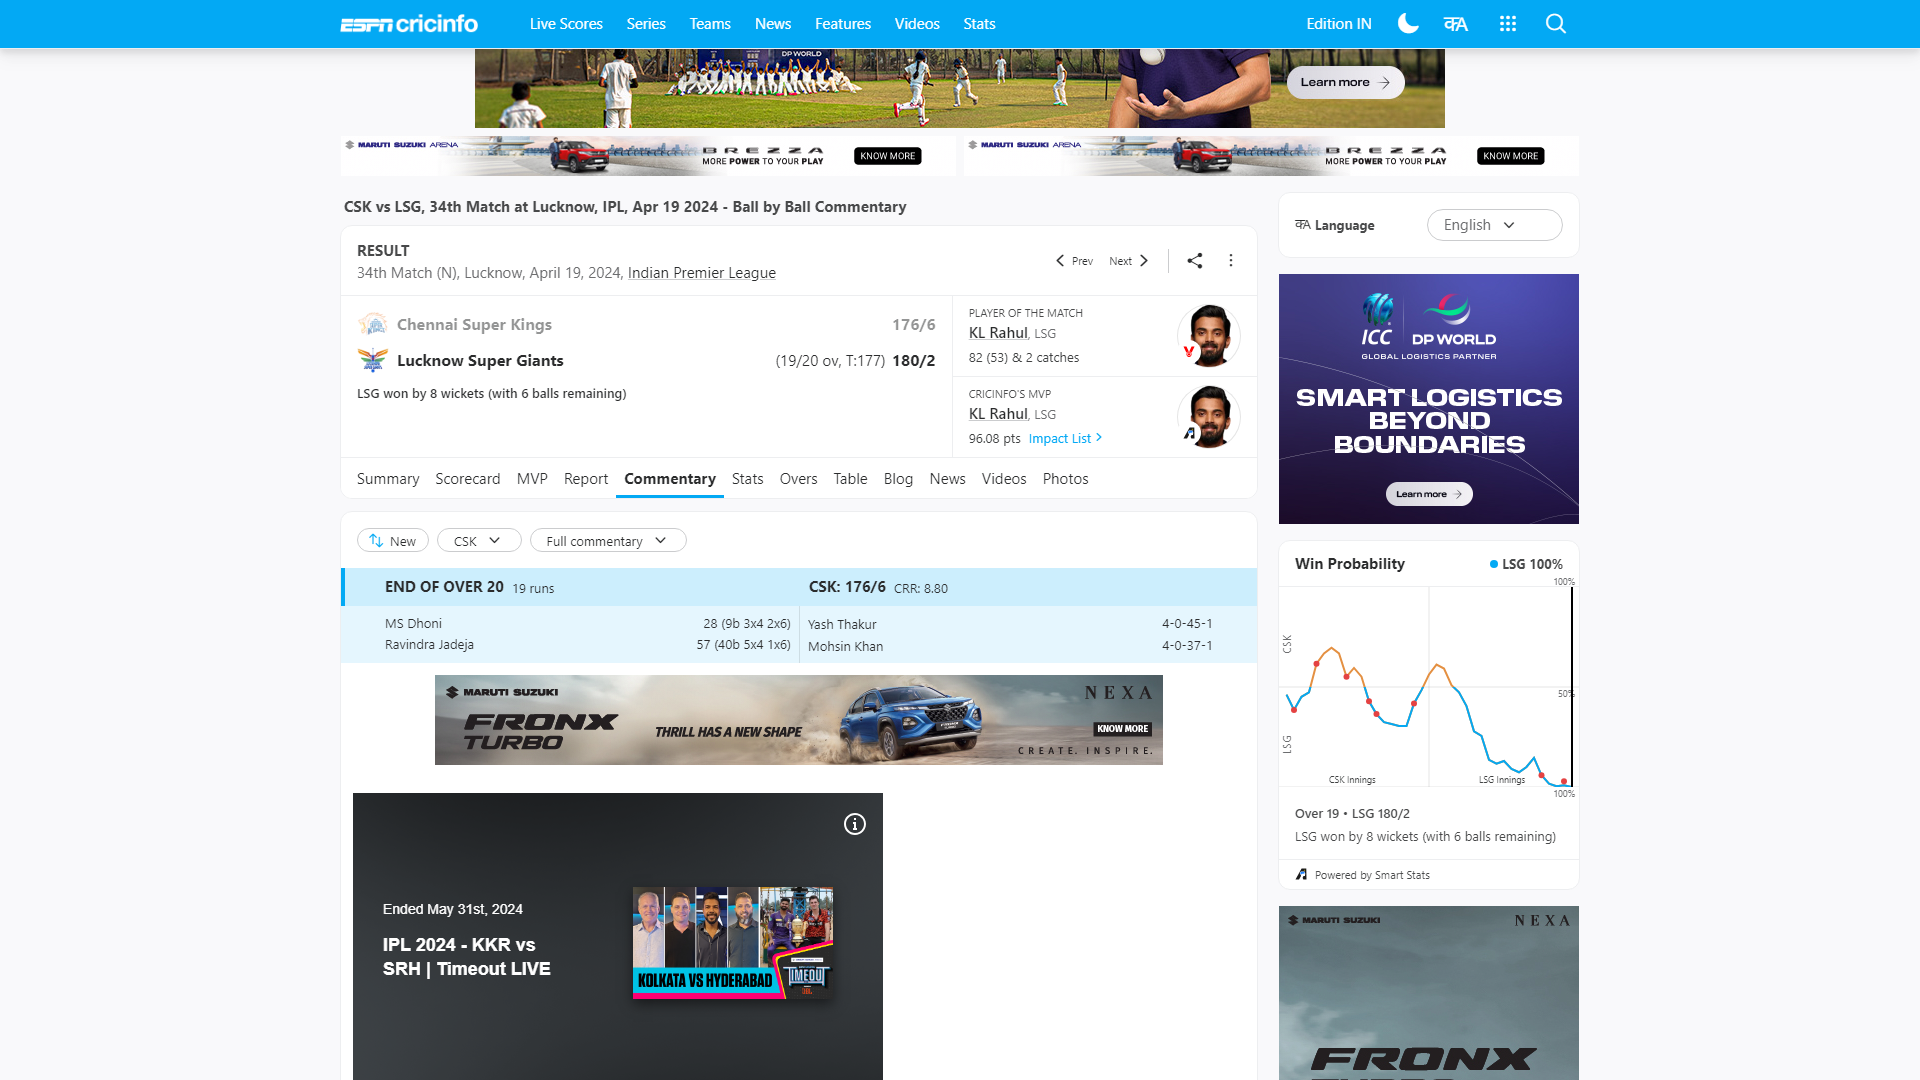 ESPN cricinfo
Live Scores Series Teams News Features Videos Stats
Edition IN
DP WORLD
Learn more
MARUTI SUZUKI ARENA
BREZZA
MORE POWER TO YOUR PLAY
KNOW MORE
MARUTI SUZUKI ARENA
BREZZA
MORE POWER TO YOUR PLAY
KNOW MORE
CSK vs LSG, 34th Match at Lucknow, IPL, Apr 19 2024 - Ball by Ball Commentary
RESULT
34th Match (N), Lucknow, April 19, 2024, Indian Premier League
Prev Next
Chennai Super Kings 176/6
Lucknow Super Giants (19/20 ov, T:177) 180/2
LSG won by 8 wickets (with 6 balls remaining)
PLAYER OF THE MATCH
KL Rahul, LSG
82 (53) & 2 catches
CRICINFO'S MVP
KL Rahul, LSG
96.08 pts Impact List
Summary Scorecard MVP Report Commentary Stats Overs Table Blog News Videos Photos
New CSK Full commentary
END OF OVER 20 19 runs CSK: 176/6 CRR: 8.80
MS Dhoni 28 (9b 3x4 2x6)
Ravindra Jadeja 57 (40b 5x4 1x6)
Yash Thakur 4-0-45-1
Mohsin Khan 4-0-37-1
MARUTI SUZUKI
FRONX
TURBO
THRILL HAS A NEW SHAPE
NEXA
KNOW MORE
CREATE. INSPIRE.
Ended May 31st, 2024
IPL 2024 - KKR vs
SRH | Timeout LIVE
KOLKATA VS HYDERABAD
TIMEOUT
Language
English
ICC DP WORLD
GLOBAL LOGISTICS PARTNER
SMART LOGISTICS
BEYOND
BOUNDARIES
Learn more
Win Probability LSG 100%
100%
CSK
50%
LSG
CSK Innings LSG Innings
100%
Over 19 • LSG 180/2
LSG won by 8 wickets (with 6 balls remaining)
Powered by Smart Stats
MARUTI SUZUKI NEXA
FRONX